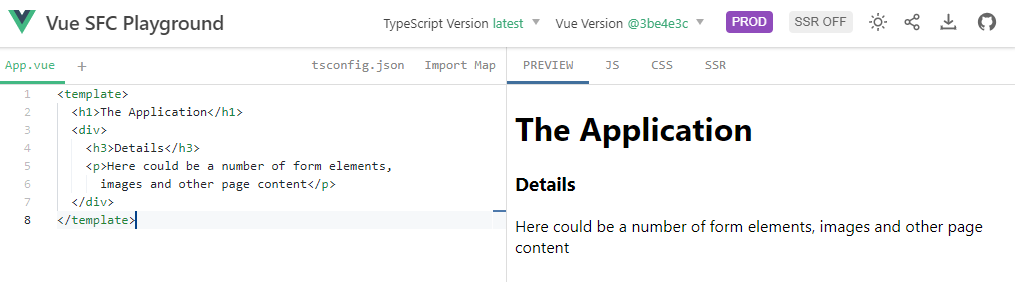 Vue SFC Playground
TypeScript Version latest
Vue Version @3be4e3c
PROD
SSR OFF
App.vue
+
tsconfig.json
Import Map
1 <template>
2 <h1>The Application</h1>
3 <div>
4 <h3>Details</h3>
5 <p>Here could be a number of form elements,
6 images and other page content</p>
7 </div>
8 </template>
PREVIEW
JS
CSS
SSR
The Application
Details
Here could be a number of form elements, images and other page
content